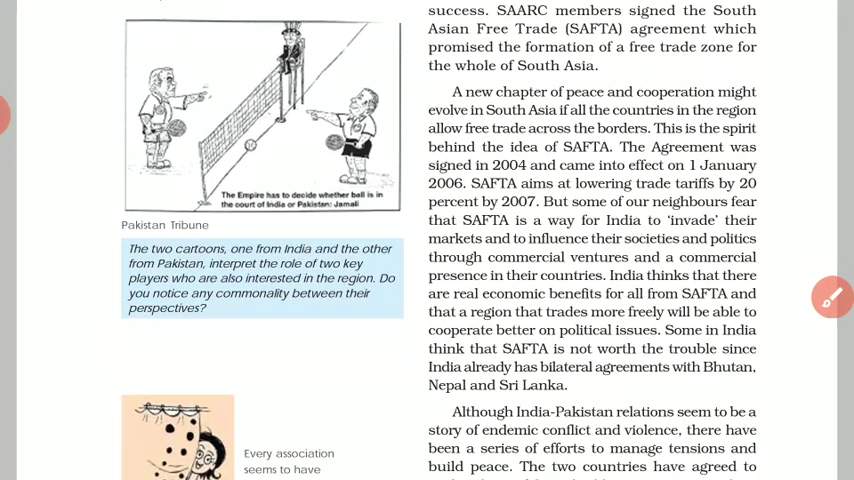 The Empire has to decide whether ball is in
the court of India or Pakistan: Jamali
Pakistan Tribune
The two cartoons, one from India and the other
from Pakistan, interpret the role of two key
players who are also interested in the region. Do
you notice any commonality between their
perspectives?
Every association
seems to have
success. SAARC members signed the South
Asian Free Trade (SAFTA) agreement which
promised the formation of a free trade zone for
the whole of South Asia.
A new chapter of peace and cooperation might
evolve in South Asia if all the countries in the region
allow free trade across the borders. This is the spirit
behind the idea of SAFTA. The Agreement was
signed in 2004 and came into effect on 1 January
2006. SAFTA aims at lowering trade tariffs by 20
percent by 2007. But some of our neighbours fear
that SAFTA is a way for India to ‘invade’ their
markets and to influence their societies and politics
through commercial ventures and a commercial
presence in their countries. India thinks that there
are real economic benefits for all from SAFTA and
that a region that trades more freely will be able to
cooperate better on political issues. Some in India
think that SAFTA is not worth the trouble since
India already has bilateral agreements with Bhutan,
Nepal and Sri Lanka.
Although India-Pakistan relations seem to be a
story of endemic conflict and violence, there have
been a series of efforts to manage tensions and
build peace. The two countries have agreed to